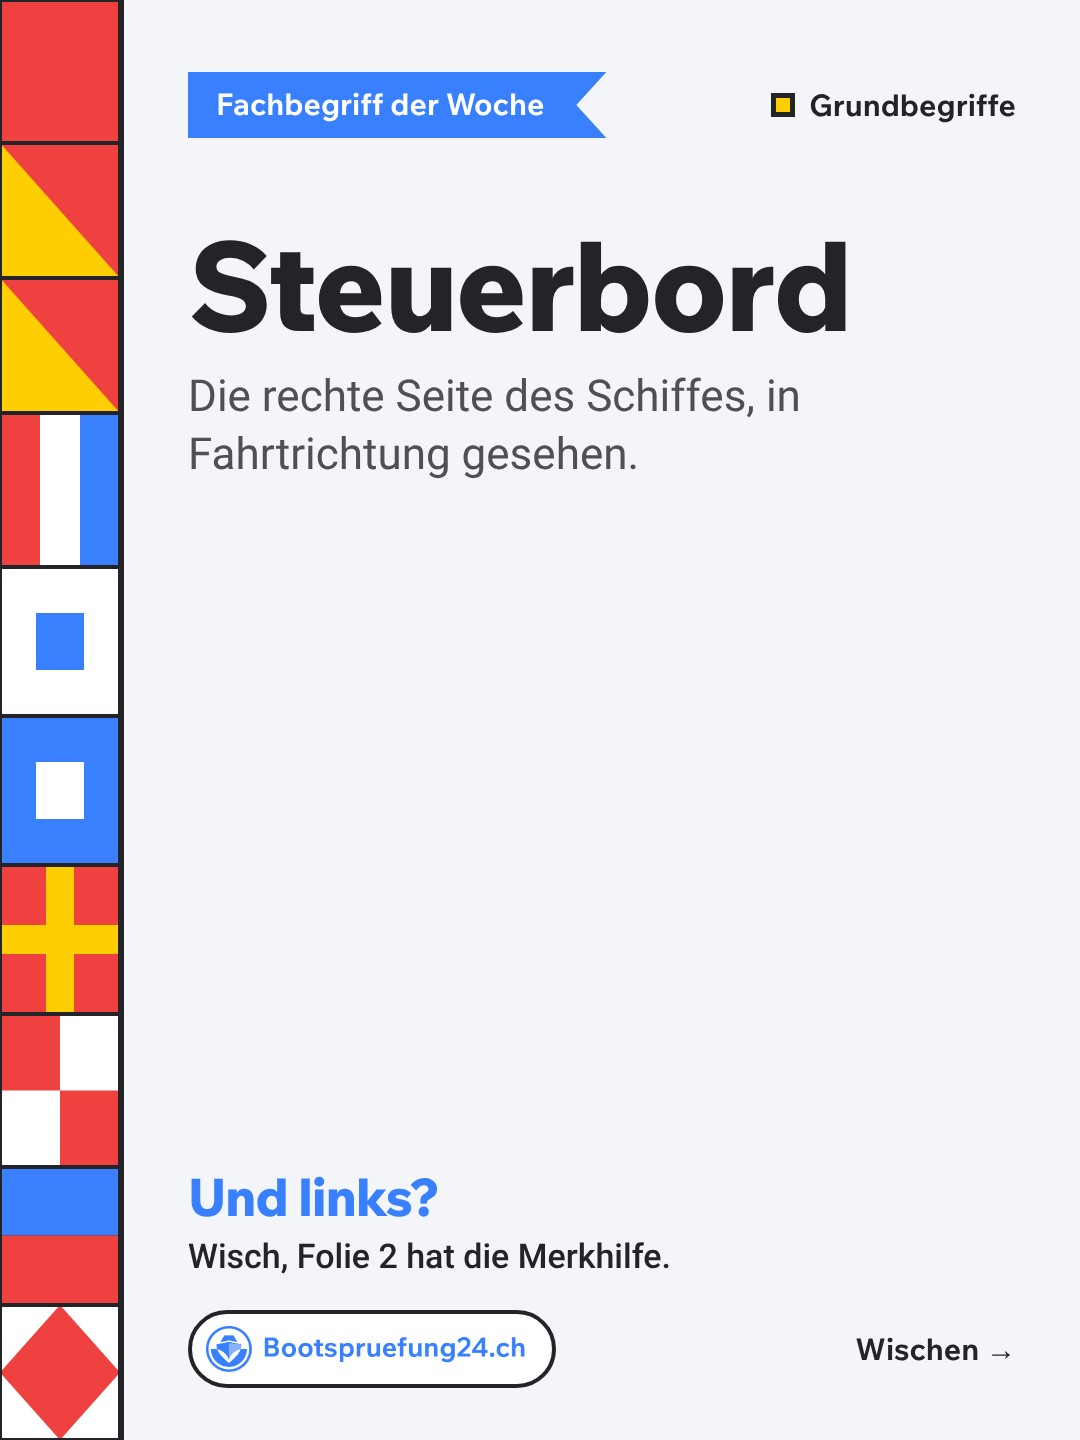 Fachbegriff der Woche
Grundbegriffe
Steuerbord
Die rechte Seite des Schiffes, in
Fahrtrichtung gesehen.
Und links?
Wisch, Folie 2 hat die Merkhilfe.
Bootspruefung24.ch
Wischen →